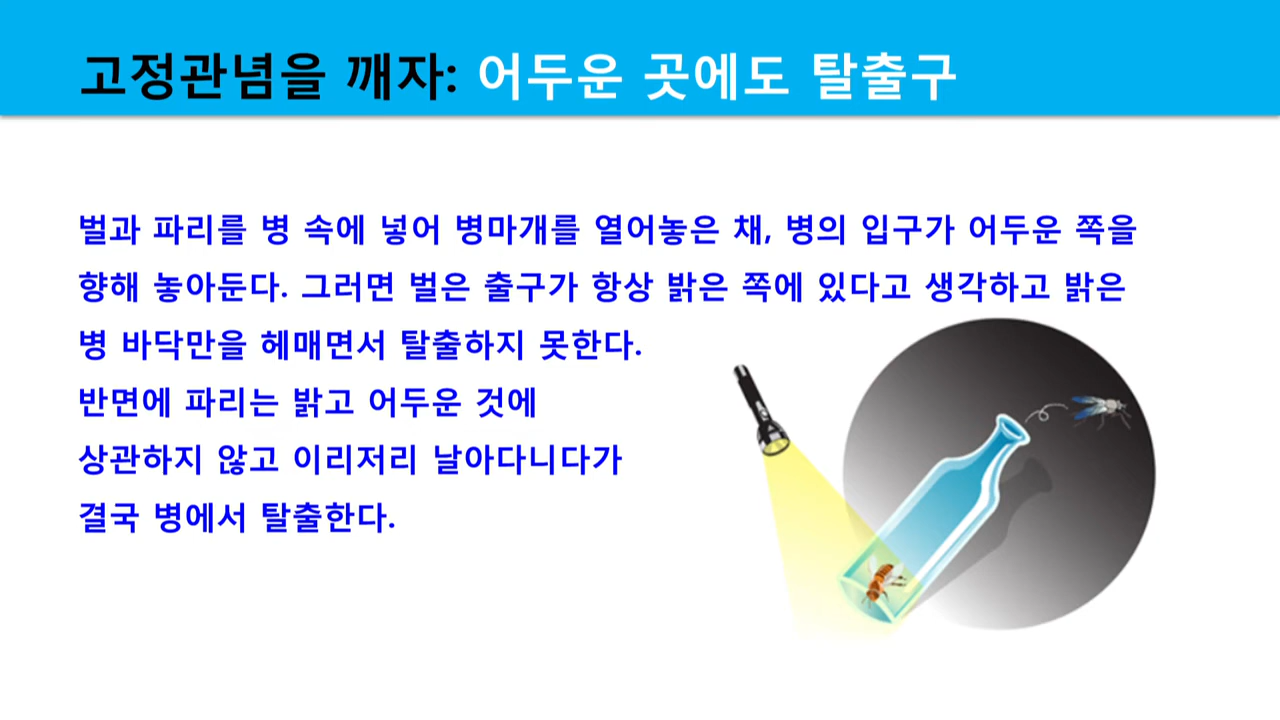 고정관념을 깨자: 어두운 곳에도 탈출구
벌과 파리를 병 속에 넣어 병마개를 열어놓은 채, 병의 입구가 어두운 쪽을
향해 놓아둔다. 그러면 벌은 출구가 항상 밝은 쪽에 있다고 생각하고 밝은
병 바닥만을 헤매면서 탈출하지 못한다.
반면에 파리는 밝고 어두운 것에
상관하지 않고 이리저리 날아다니다가
결국 병에서 탈출한다.